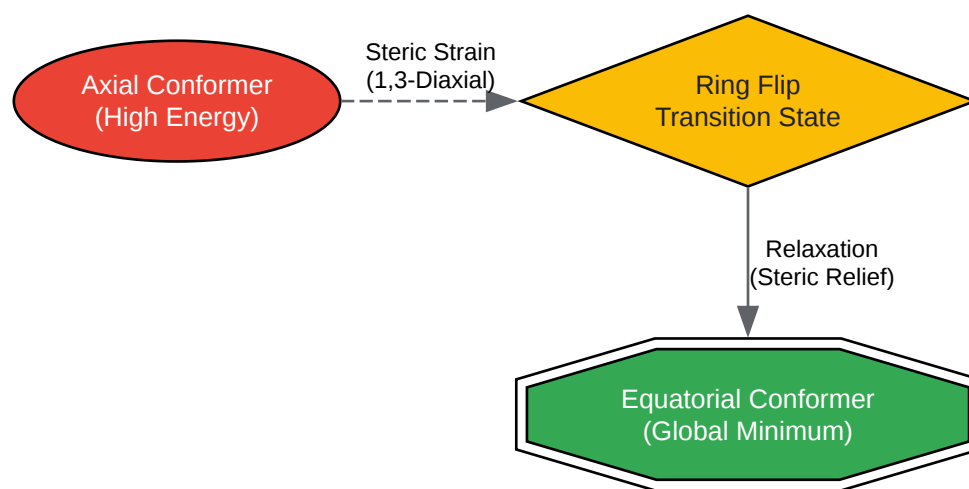 Axial Conformer
(High Energy)
Steric Strain
(1,3-Diaxial)
Ring Flip
Transition State
Relaxation
(Steric Relief)
Equatorial Conformer
(Global Minimum)